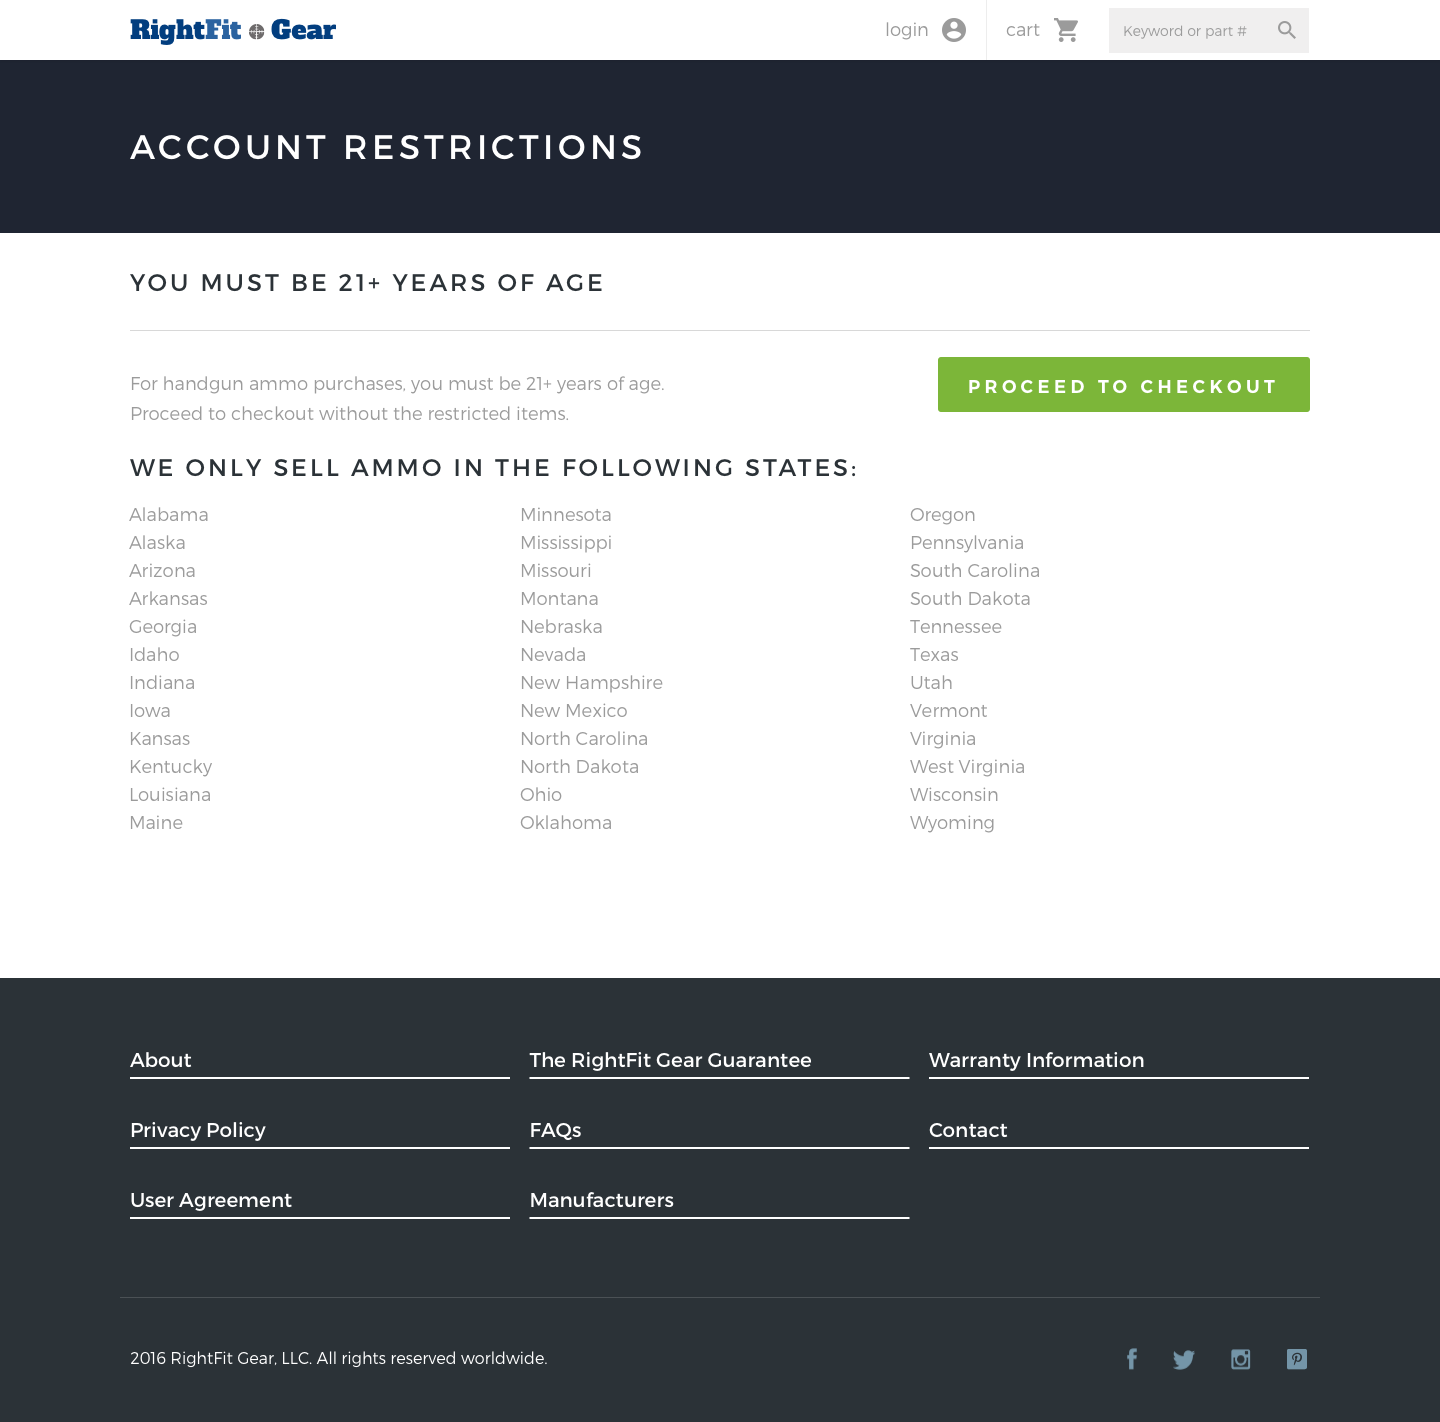 RightFit Gear
login
cart
Keyword or part #
ACCOUNT RESTRICTIONS
YOU MUST BE 21+ YEARS OF AGE
For handgun ammo purchases, you must be 21+ years of age.
Proceed to checkout without the restricted items.
PROCEED TO CHECKOUT
WE ONLY SELL AMMO IN THE FOLLOWING STATES:
Alabama
Alaska
Arizona
Arkansas
Georgia
Idaho
Indiana
Iowa
Kansas
Kentucky
Louisiana
Maine
Minnesota
Mississippi
Missouri
Montana
Nebraska
Nevada
New Hampshire
New Mexico
North Carolina
North Dakota
Ohio
Oklahoma
Oregon
Pennsylvania
South Carolina
South Dakota
Tennessee
Texas
Utah
Vermont
Virginia
West Virginia
Wisconsin
Wyoming
About
The RightFit Gear Guarantee
Warranty Information
Privacy Policy
FAQs
Contact
User Agreement
Manufacturers
2016 RightFit Gear, LLC. All rights reserved worldwide.